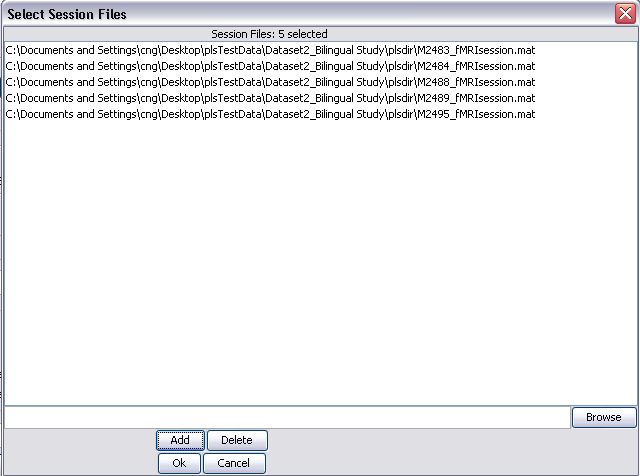 Select Session Files
Session Files: 5 selected
C:\Documents and Settings\cng\Desktop\plsTestData\Dataset2_Bilingual Study\plsdir\M2483_fMRIsession.mat
C:\Documents and Settings\cng\Desktop\plsTestData\Dataset2_Bilingual Study\plsdir\M2484_fMRIsession.mat
C:\Documents and Settings\cng\Desktop\plsTestData\Dataset2_Bilingual Study\plsdir\M2488_fMRIsession.mat
C:\Documents and Settings\cng\Desktop\plsTestData\Dataset2_Bilingual Study\plsdir\M2489_fMRIsession.mat
C:\Documents and Settings\cng\Desktop\plsTestData\Dataset2_Bilingual Study\plsdir\M2495_fMRIsession.mat
Browse
Add Delete
Ok Cancel